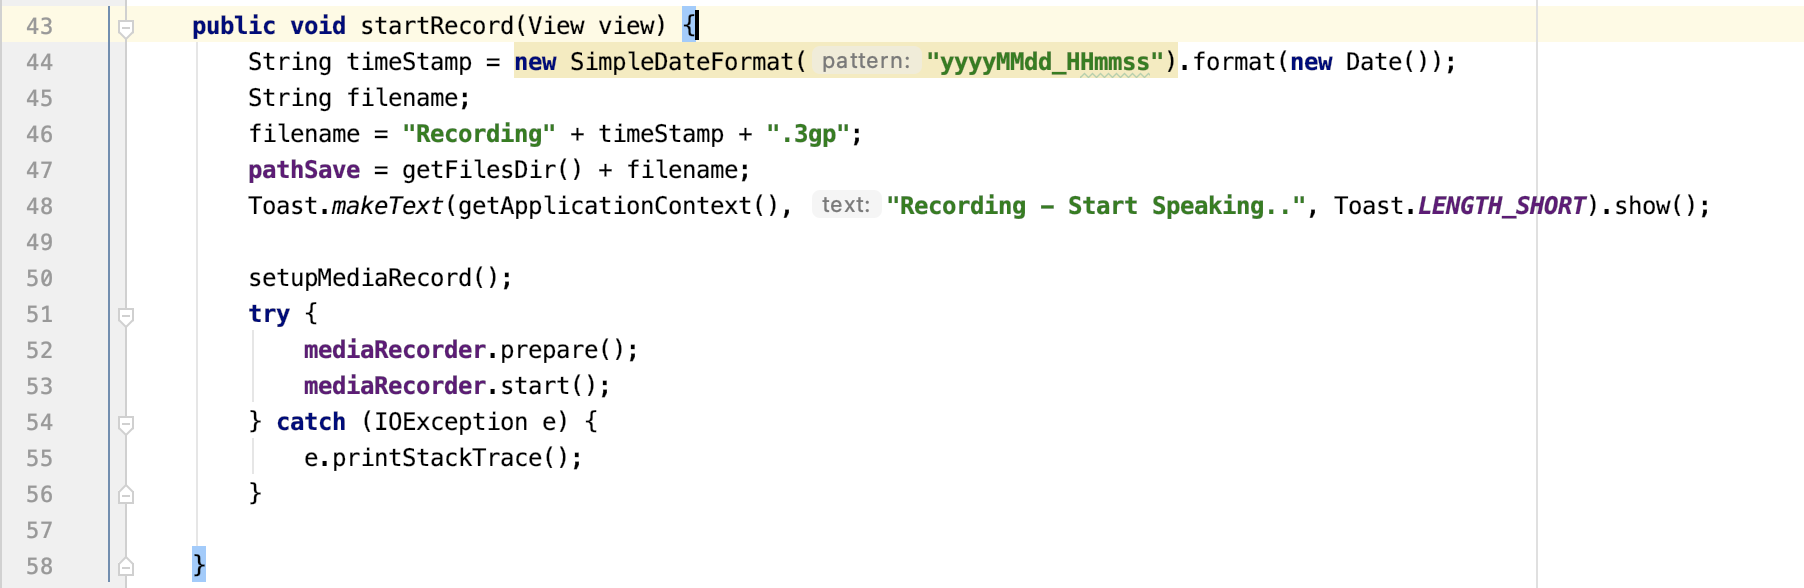 43 public void startRecord(View view) {
44 String timeStamp = new SimpleDateFormat( pattern: "yyyyMMdd_HHmmss").format(new Date());
45 String filename;
46 filename = "Recording" + timeStamp + ".3gp";
47 pathSave = getFilesDir() + filename;
48 Toast.makeText(getApplicationContext(), text: "Recording – Start Speaking..", Toast.LENGTH_SHORT).show();
49
50 setupMediaRecord();
51 try {
52 mediaRecorder.prepare();
53 mediaRecorder.start();
54 } catch (IOException e) {
55 e.printStackTrace();
56 }
57
58 }